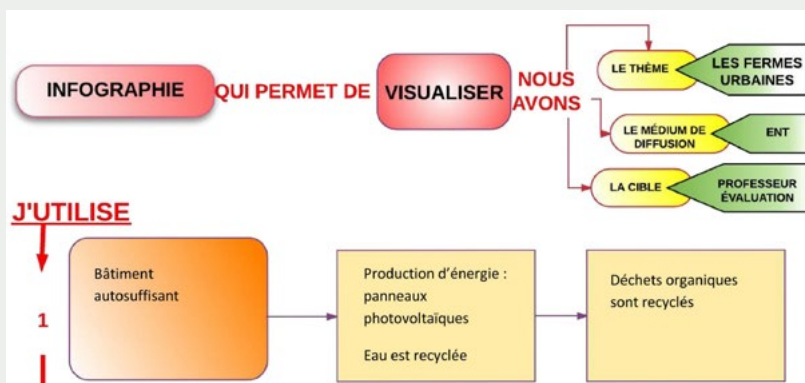 INFOGRAPHIE
QUI PERMET DE
VISUALISER
NOUS
AVONS
LE THÈME
LES FERMES
URBAINES
LE MÉDIUM DE
DIFFUSION
ENT
LA CIBLE
PROFESSEUR
ÉVALUATION
J'UTILISE
1
Bâtiment
autosuffisant
Production d'énergie :
panneaux
photovoltaïques
Eau est recyclée
Déchets organiques
sont recyclés